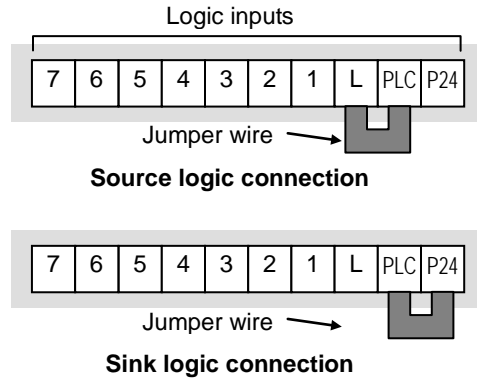 Logic inputs
7 6 5 4 3 2 1 L PLC P24
Jumper wire
Source logic connection
7 6 5 4 3 2 1 L PLC P24
Jumper wire
Sink logic connection